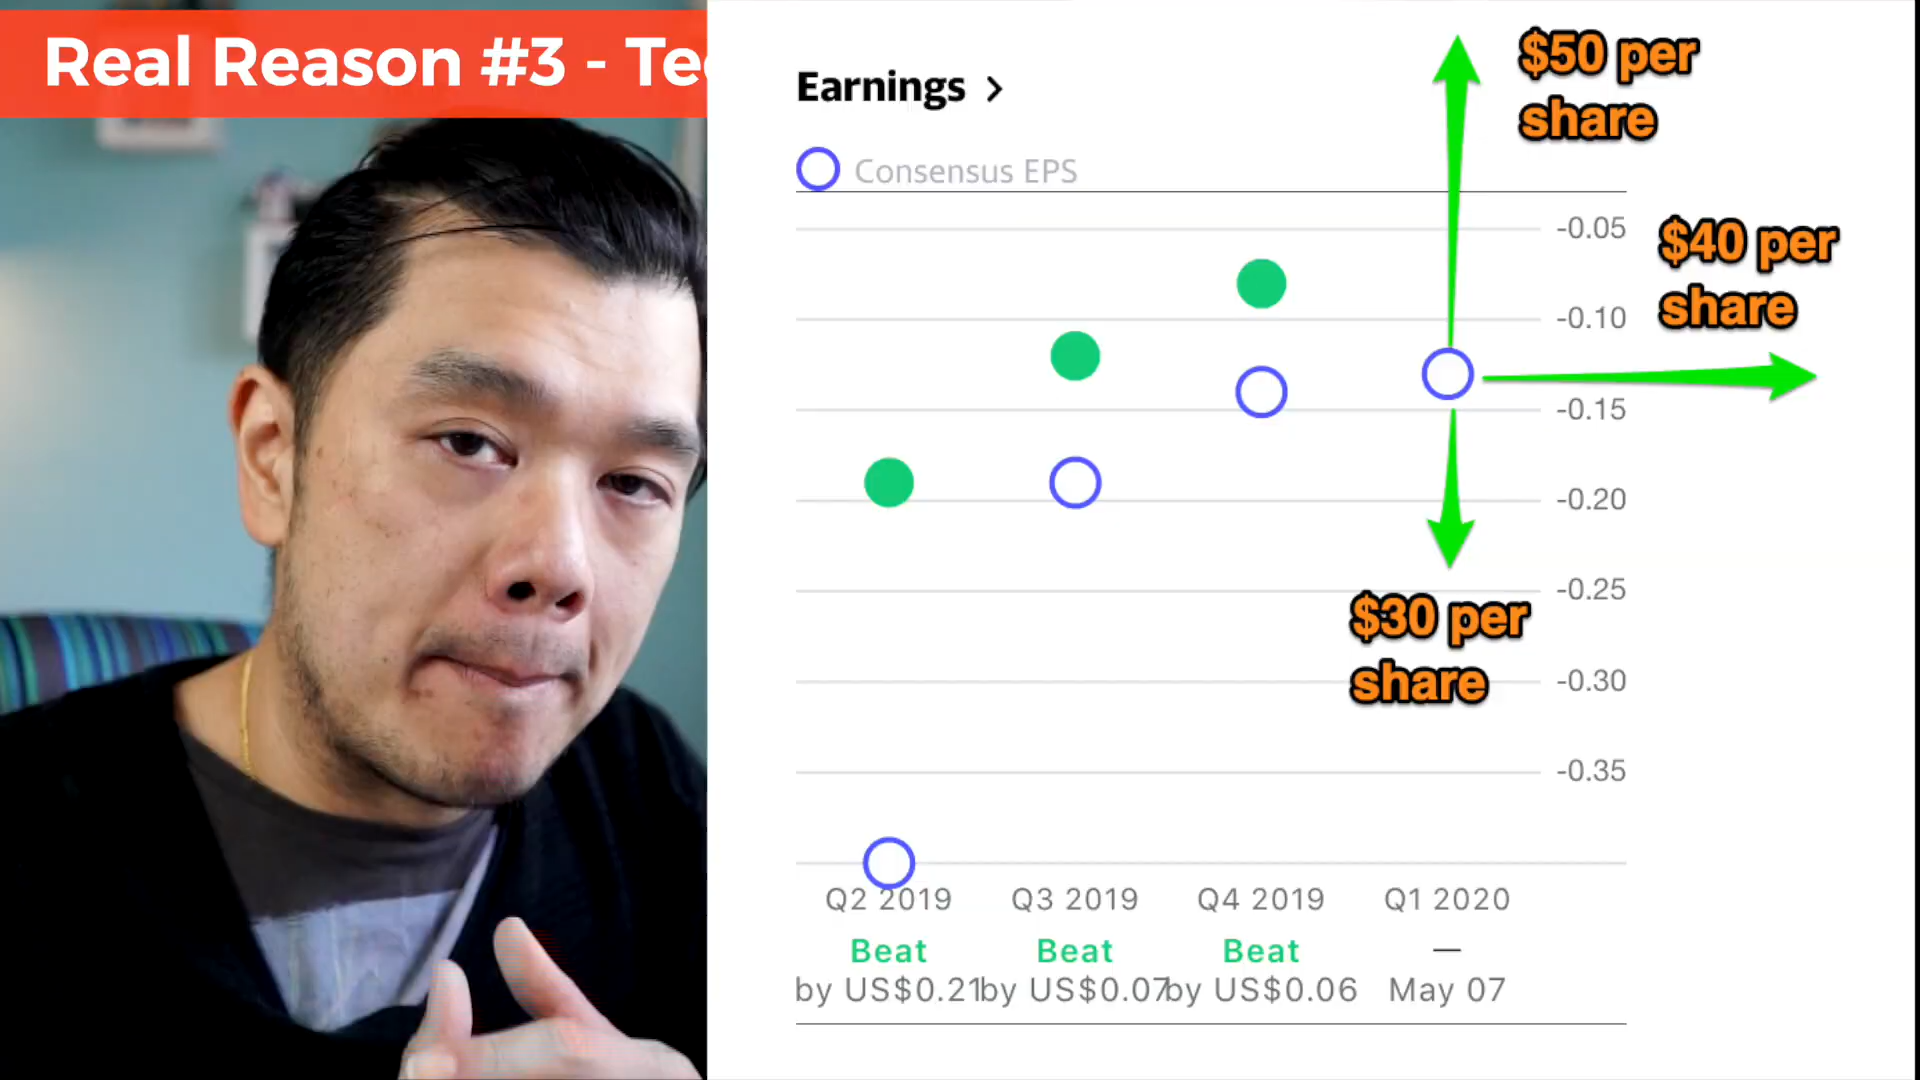 Real Reason #3 - Te
Earnings >
Consensus EPS
$50 per
share
-0.05
$40 per
share
-0.10
-0.15
-0.20
-0.25
$30 per
share
-0.30
-0.35
Q2 2019 Q3 2019 Q4 2019 Q1 2020
Beat Beat Beat —
by US$0.21 by US$0.07 by US$0.06 May 07